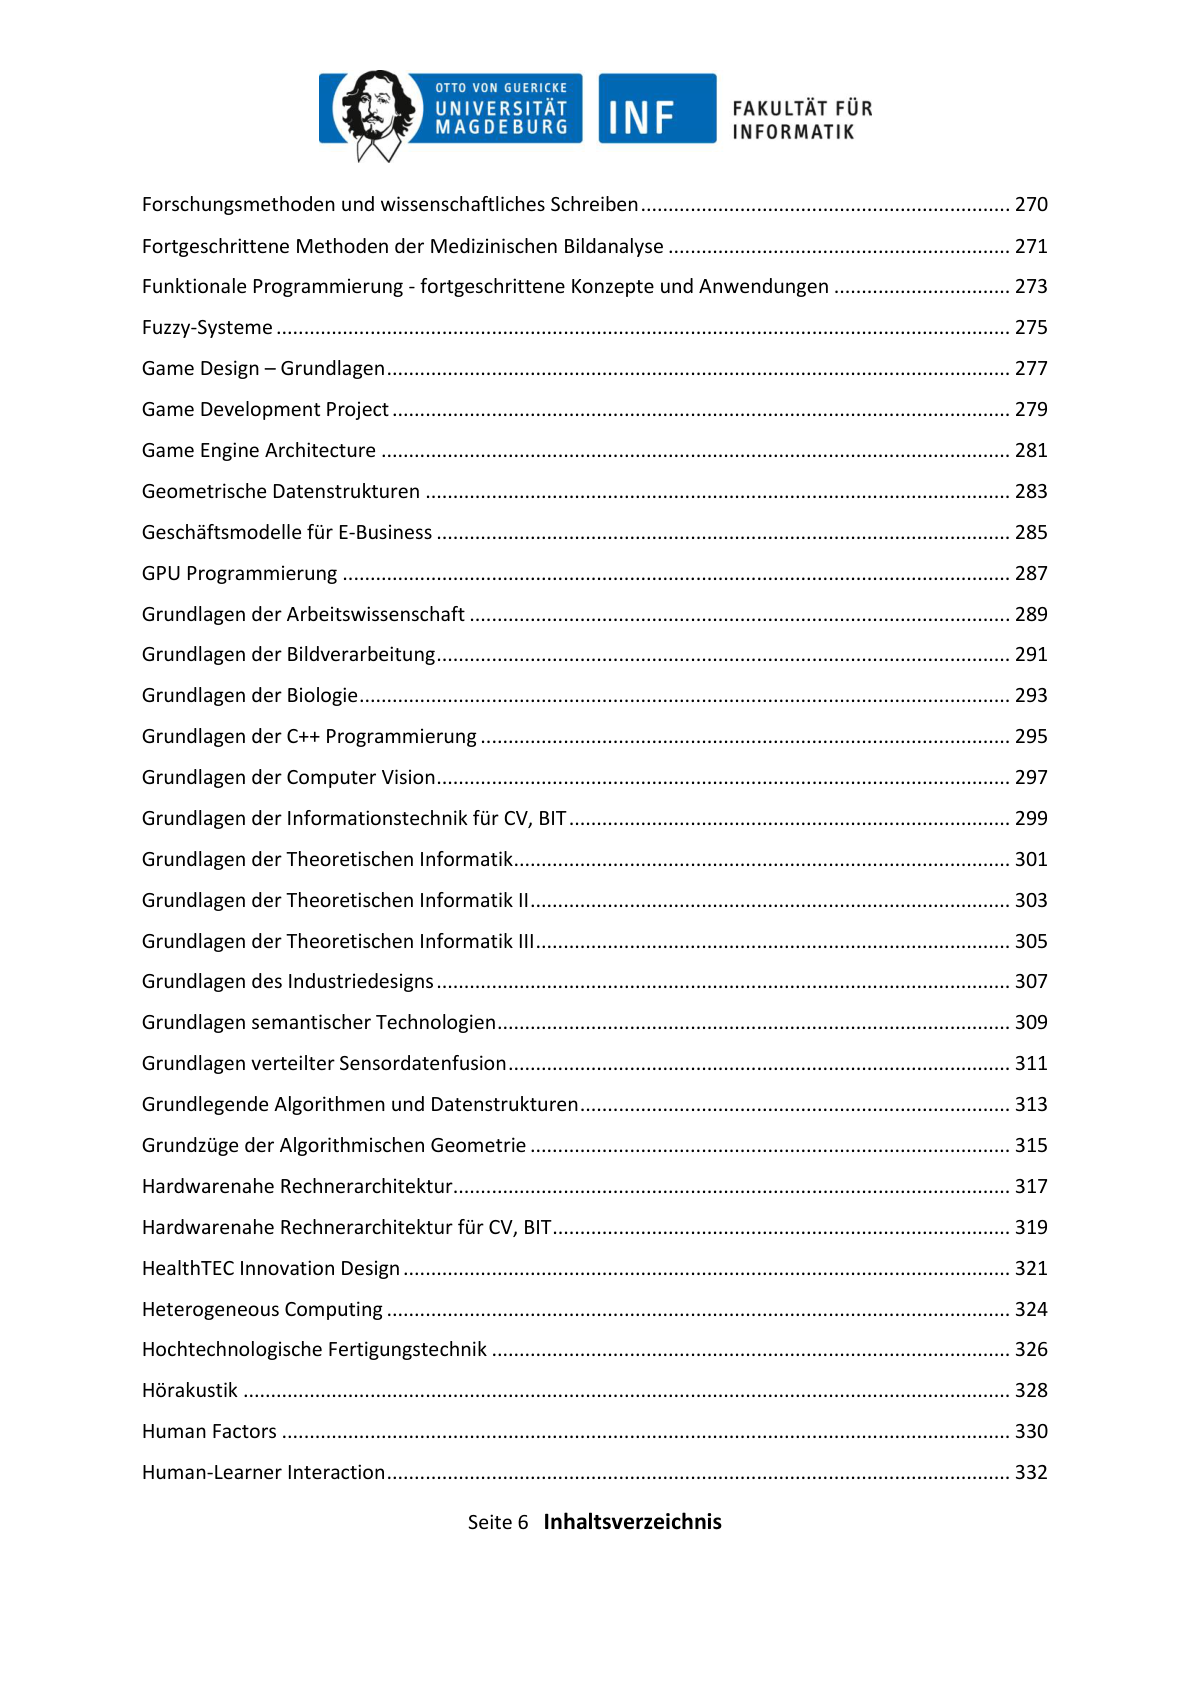 OTTO VON GUERICKE
UNIVERSITÄT
MAGDEBURG
INF
FAKULTÄT FÜR
INFORMATIK
Forschungsmethoden und wissenschaftliches Schreiben 270
Fortgeschrittene Methoden der Medizinischen Bildanalyse 271
Funktionale Programmierung - fortgeschrittene Konzepte und Anwendungen 273
Fuzzy-Systeme 275
Game Design – Grundlagen 277
Game Development Project 279
Game Engine Architecture 281
Geometrische Datenstrukturen 283
Geschäftsmodelle für E-Business 285
GPU Programmierung 287
Grundlagen der Arbeitswissenschaft 289
Grundlagen der Bildverarbeitung 291
Grundlagen der Biologie 293
Grundlagen der C++ Programmierung 295
Grundlagen der Computer Vision 297
Grundlagen der Informationstechnik für CV, BIT 299
Grundlagen der Theoretischen Informatik 301
Grundlagen der Theoretischen Informatik II 303
Grundlagen der Theoretischen Informatik III 305
Grundlagen des Industriedesigns 307
Grundlagen semantischer Technologien 309
Grundlagen verteilter Sensordatenfusion 311
Grundlegende Algorithmen und Datenstrukturen 313
Grundzüge der Algorithmischen Geometrie 315
Hardwarenahe Rechnerarchitektur 317
Hardwarenahe Rechnerarchitektur für CV, BIT 319
HealthTEC Innovation Design 321
Heterogeneous Computing 324
Hochtechnologische Fertigungstechnik 326
Hörakustik 328
Human Factors 330
Human-Learner Interaction 332
Seite 6 Inhaltsverzeichnis